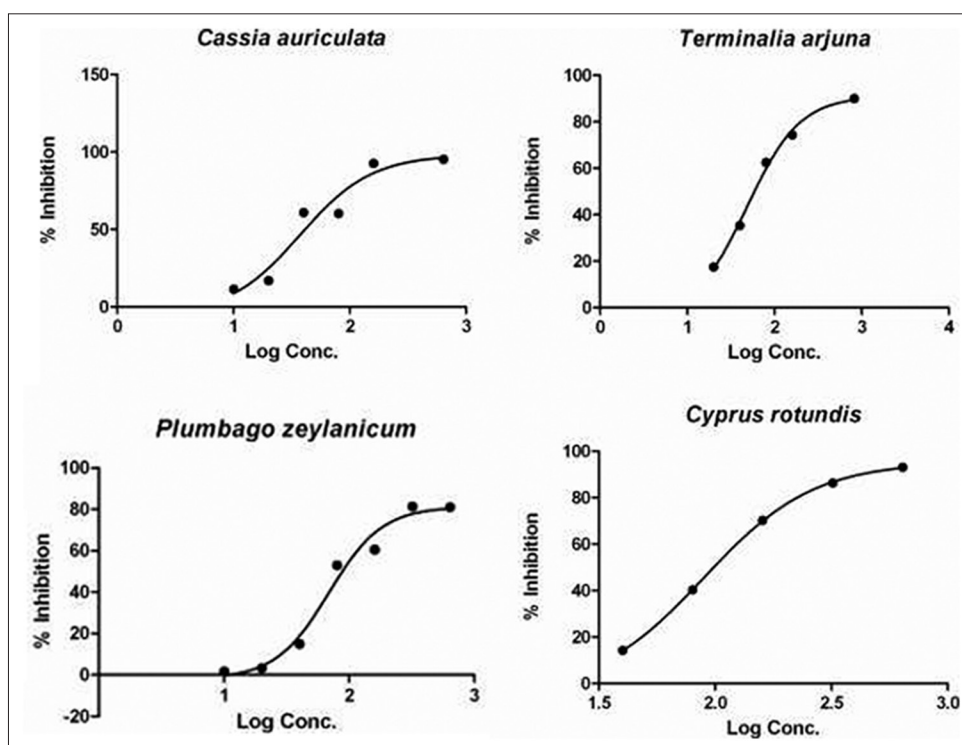 Cassia auriculata
150
100
50
0
% Inhibition
0 1 2 3
Log Conc.
Terminalia arjuna
100
80
60
40
20
0
% Inhibition
0 1 2 3 4
Log Conc.
Plumbago zeylanicum
100
80
60
40
20
0
-20
% Inhibition
1 2 3
Log Conc.
Cyprus rotundis
100
80
60
40
20
0
% Inhibition
1.5 2.0 2.5 3.0
Log Conc.